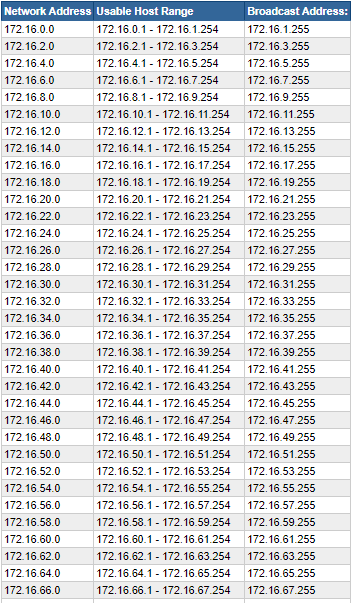 Network Address Usable Host Range Broadcast Address:
172.16.0.0 172.16.0.1 - 172.16.1.254 172.16.1.255
172.16.2.0 172.16.2.1 - 172.16.3.254 172.16.3.255
172.16.4.0 172.16.4.1 - 172.16.5.254 172.16.5.255
172.16.6.0 172.16.6.1 - 172.16.7.254 172.16.7.255
172.16.8.0 172.16.8.1 - 172.16.9.254 172.16.9.255
172.16.10.0 172.16.10.1 - 172.16.11.254 172.16.11.255
172.16.12.0 172.16.12.1 - 172.16.13.254 172.16.13.255
172.16.14.0 172.16.14.1 - 172.16.15.254 172.16.15.255
172.16.16.0 172.16.16.1 - 172.16.17.254 172.16.17.255
172.16.18.0 172.16.18.1 - 172.16.19.254 172.16.19.255
172.16.20.0 172.16.20.1 - 172.16.21.254 172.16.21.255
172.16.22.0 172.16.22.1 - 172.16.23.254 172.16.23.255
172.16.24.0 172.16.24.1 - 172.16.25.254 172.16.25.255
172.16.26.0 172.16.26.1 - 172.16.27.254 172.16.27.255
172.16.28.0 172.16.28.1 - 172.16.29.254 172.16.29.255
172.16.30.0 172.16.30.1 - 172.16.31.254 172.16.31.255
172.16.32.0 172.16.32.1 - 172.16.33.254 172.16.33.255
172.16.34.0 172.16.34.1 - 172.16.35.254 172.16.35.255
172.16.36.0 172.16.36.1 - 172.16.37.254 172.16.37.255
172.16.38.0 172.16.38.1 - 172.16.39.254 172.16.39.255
172.16.40.0 172.16.40.1 - 172.16.41.254 172.16.41.255
172.16.42.0 172.16.42.1 - 172.16.43.254 172.16.43.255
172.16.44.0 172.16.44.1 - 172.16.45.254 172.16.45.255
172.16.46.0 172.16.46.1 - 172.16.47.254 172.16.47.255
172.16.48.0 172.16.48.1 - 172.16.49.254 172.16.49.255
172.16.50.0 172.16.50.1 - 172.16.51.254 172.16.51.255
172.16.52.0 172.16.52.1 - 172.16.53.254 172.16.53.255
172.16.54.0 172.16.54.1 - 172.16.55.254 172.16.55.255
172.16.56.0 172.16.56.1 - 172.16.57.254 172.16.57.255
172.16.58.0 172.16.58.1 - 172.16.59.254 172.16.59.255
172.16.60.0 172.16.60.1 - 172.16.61.254 172.16.61.255
172.16.62.0 172.16.62.1 - 172.16.63.254 172.16.63.255
172.16.64.0 172.16.64.1 - 172.16.65.254 172.16.65.255
172.16.66.0 172.16.66.1 - 172.16.67.254 172.16.67.255